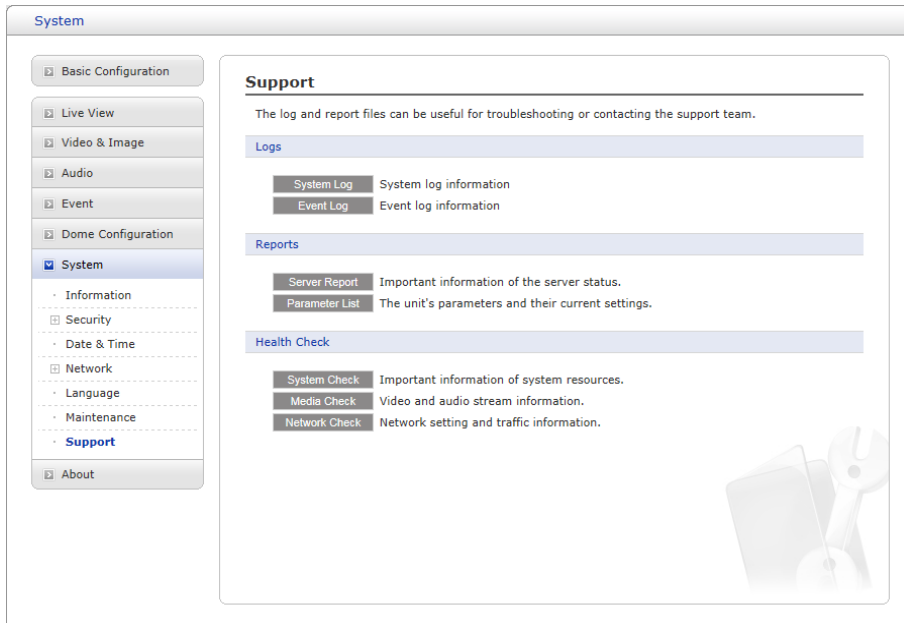 System
Basic Configuration
Live View
Video & Image
Audio
Event
Dome Configuration
System
Information
Security
Date & Time
Network
Language
Maintenance
Support
About
Support
The log and report files can be useful for troubleshooting or contacting the support team.
Logs
System Log System log information
Event Log Event log information
Reports
Server Report Important information of the server status.
Parameter List The unit's parameters and their current settings.
Health Check
System Check Important information of system resources.
Media Check Video and audio stream information.
Network Check Network setting and traffic information.